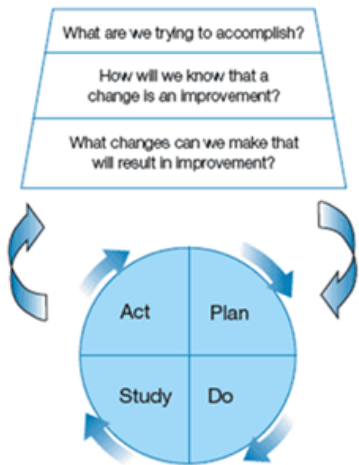 What are we trying to accomplish?
How will we know that a
change is an improvement?
What changes can we make that
will result in improvement?
Act
Plan
Study
Do